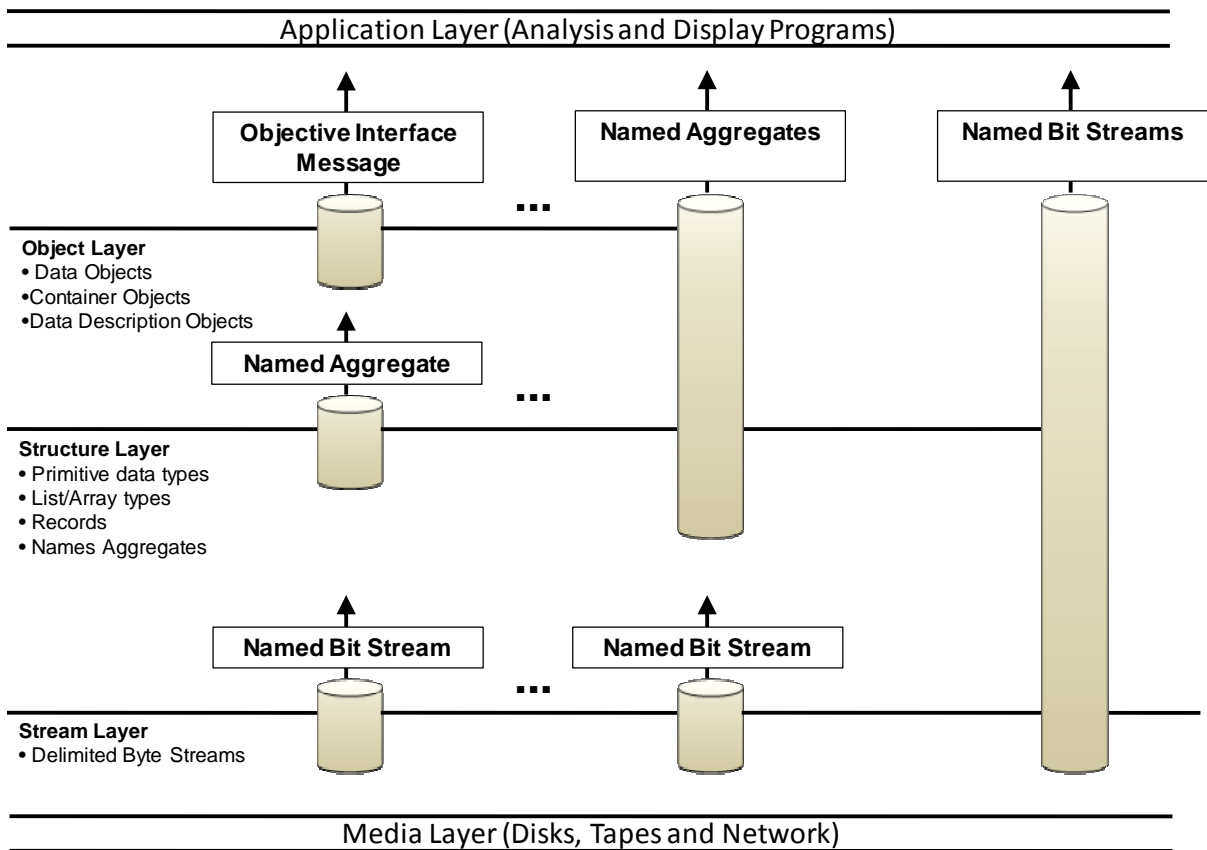 Application Layer (Analysis and Display Programs)
Objective Interface
Message
Named Aggregates
Named Bit Streams
...
Object Layer
• Data Objects
•Container Objects
•Data Description Objects
Named Aggregate
...
Structure Layer
• Primitive data types
• List/Array types
• Records
• Names Aggregates
Named Bit Stream
Named Bit Stream
...
Stream Layer
• Delimited Byte Streams
Media Layer (Disks, Tapes and Network)